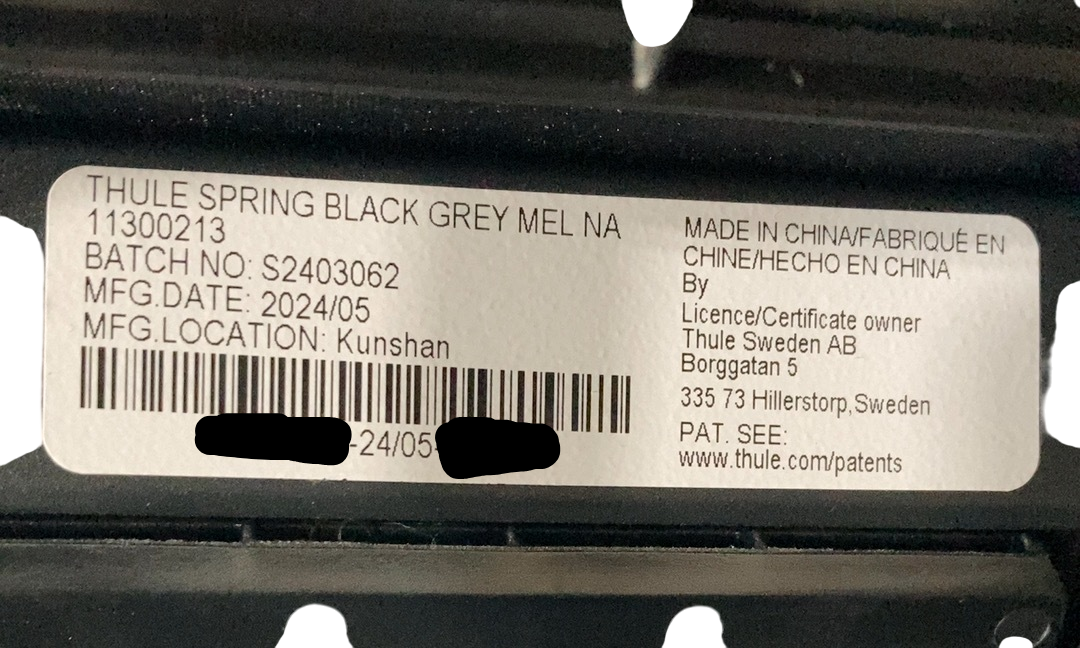 THULE SPRING BLACK GREY MEL NA
11300213
BATCH NO: S2403062
MFG.DATE: 2024/05
MFG.LOCATION: Kunshan
-24/05-
MADE IN CHINA/FABRIQUÉ EN
CHINE/HECHO EN CHINA
By
Licence/Certificate owner
Thule Sweden AB
Borggatan 5
335 73 Hillerstorp,Sweden
PAT. SEE:
www.thule.com/patents